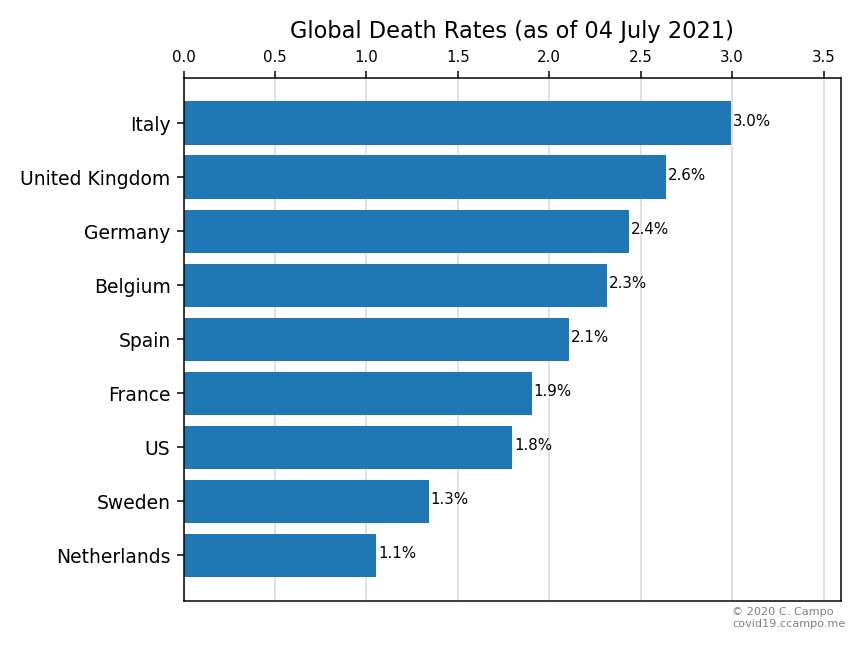 Global Death Rates (as of 04 July 2021)
0.0 0.5 1.0 1.5 2.0 2.5 3.0 3.5
Italy 3.0%
United Kingdom 2.6%
Germany 2.4%
Belgium 2.3%
Spain 2.1%
France 1.9%
US 1.8%
Sweden 1.3%
Netherlands 1.1%
© 2020 C. Campo
covid19.ccampo.me